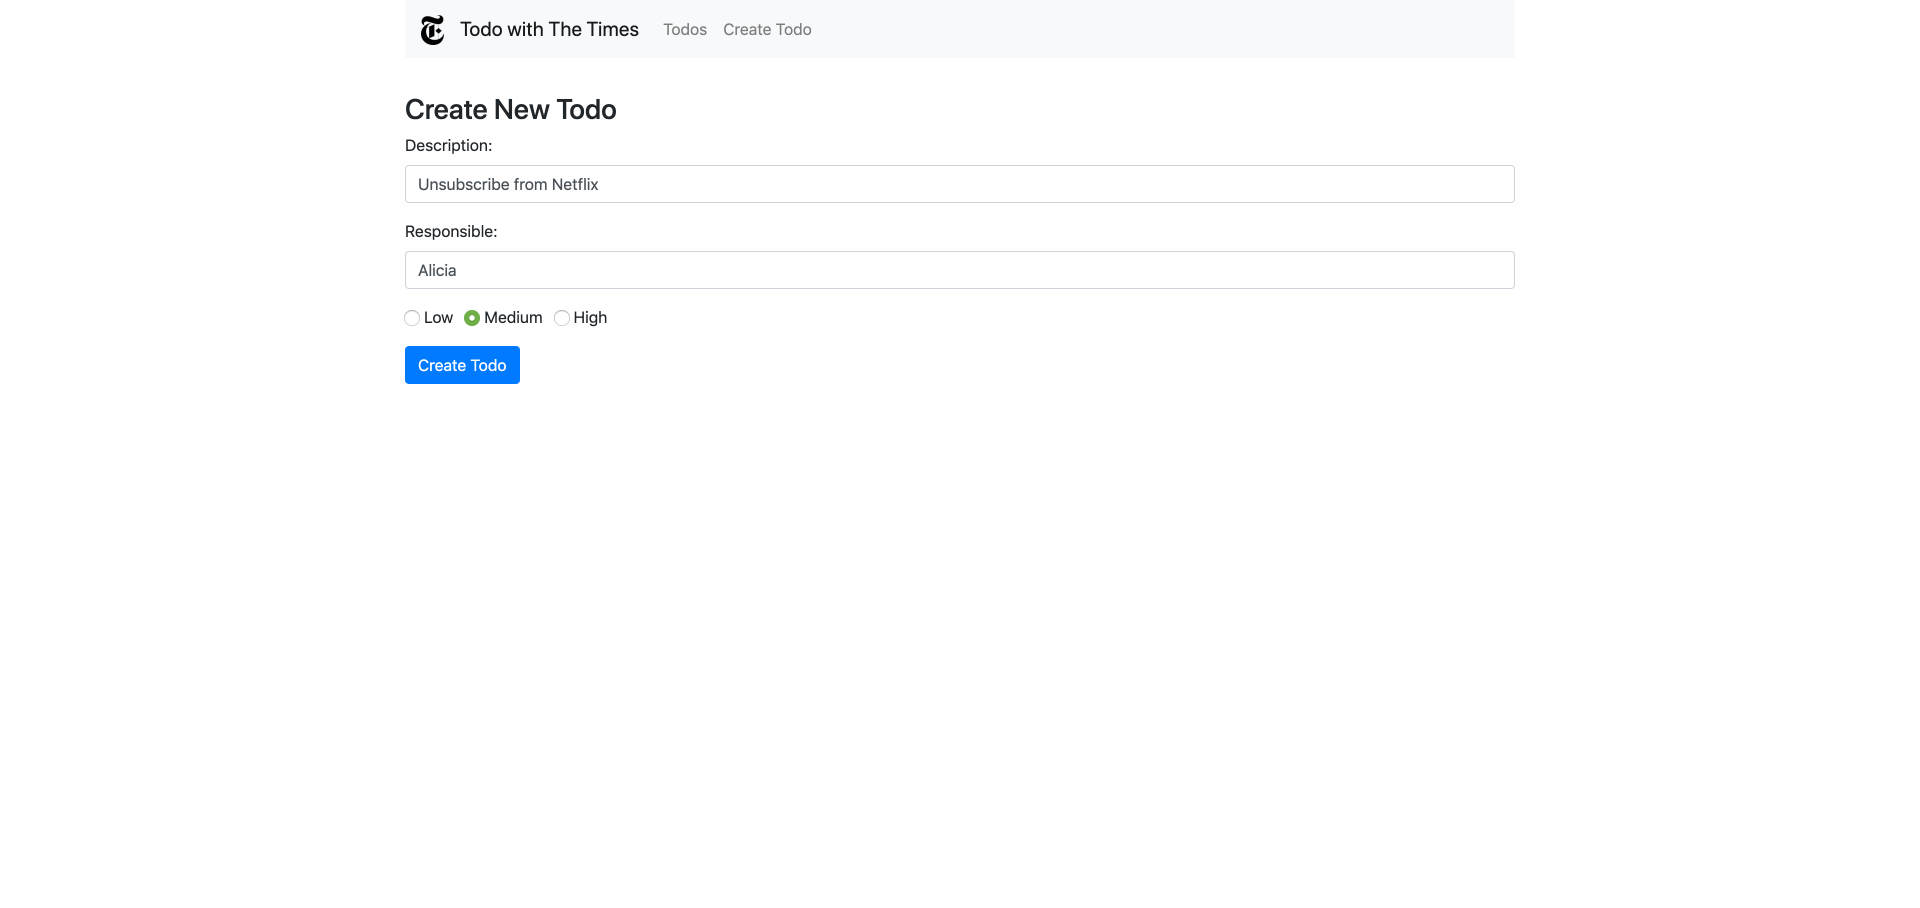 Todo with The Times Todos Create Todo
Create New Todo
Description:
Unsubscribe from Netflix
Responsible:
Alicia
Low Medium High
Create Todo